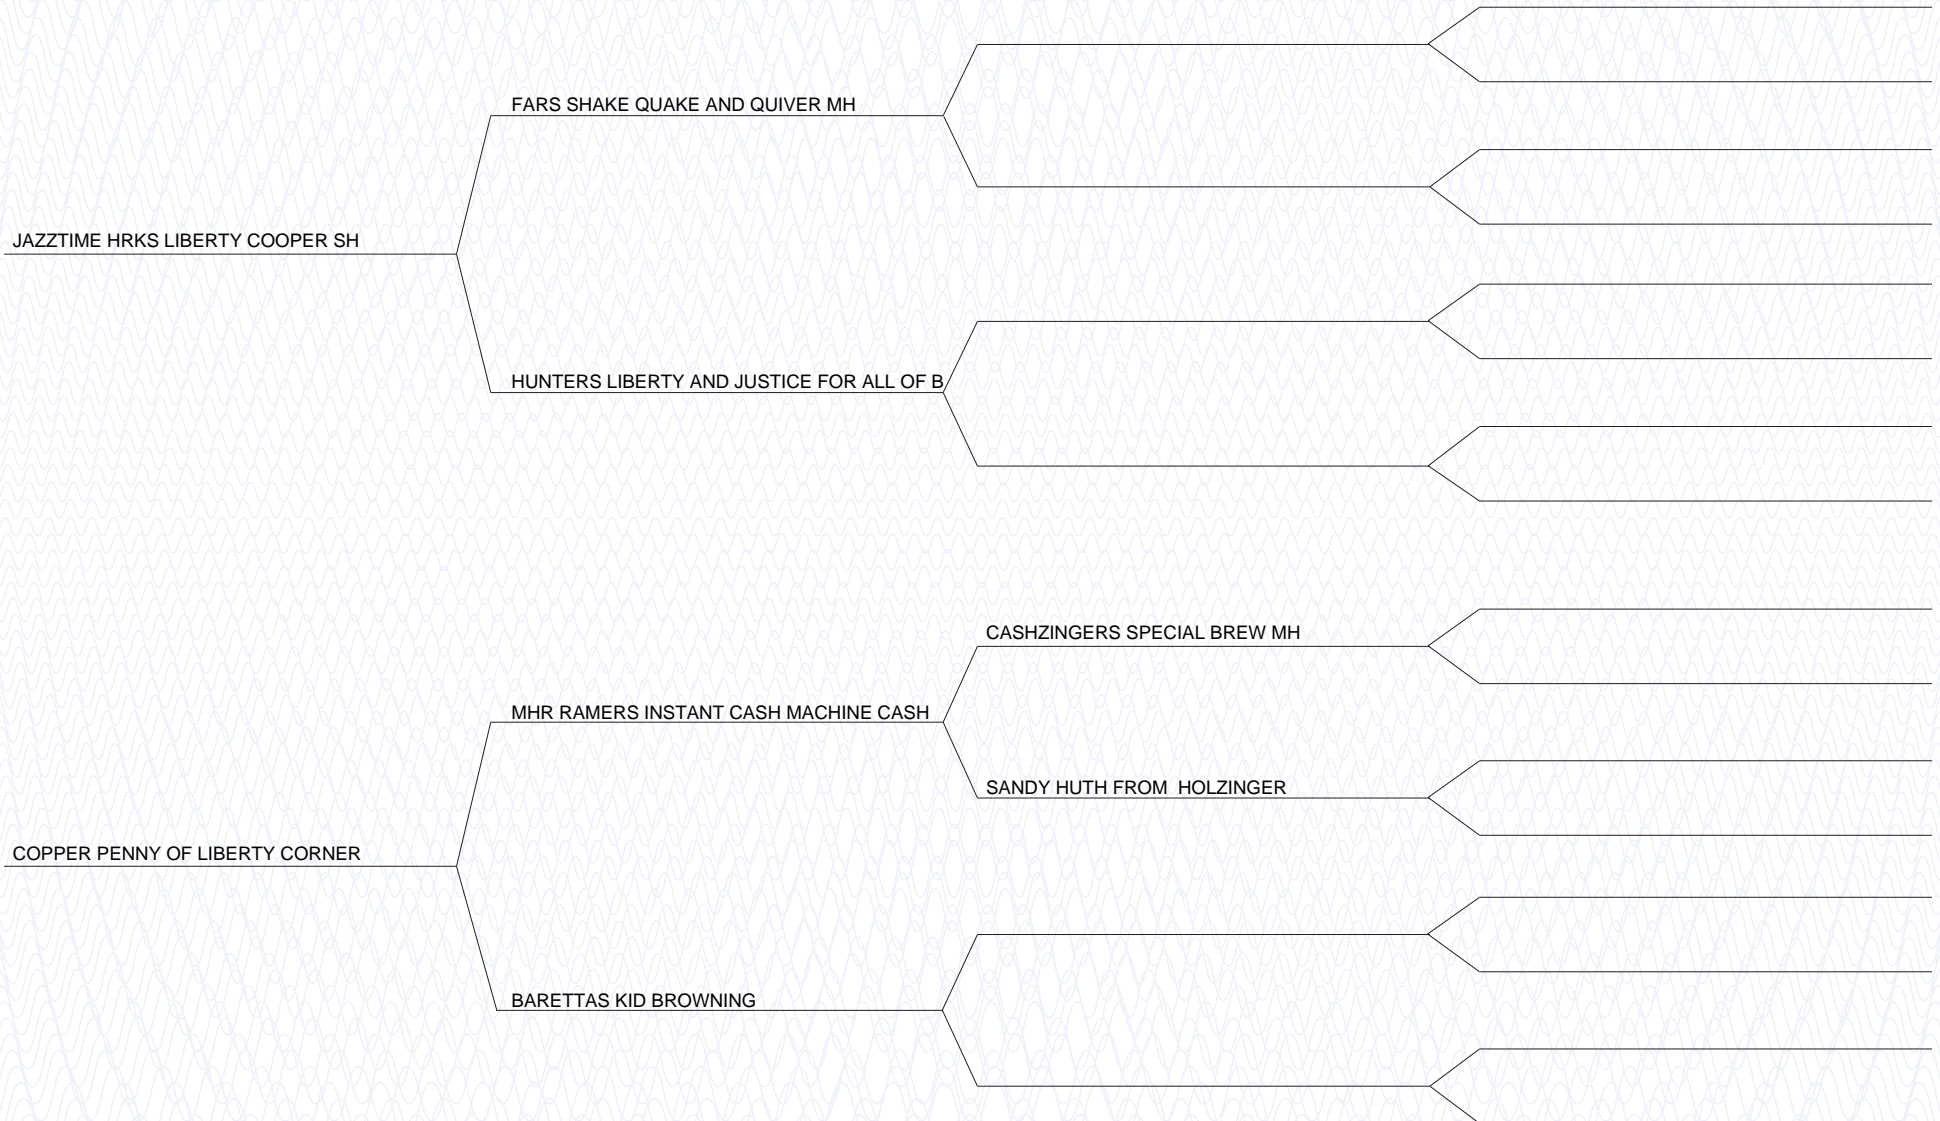 FARS SHAKE QUAKE AND QUIVER MH
JAZZTIME HRKS LIBERTY COOPER SH
HUNTERS LIBERTY AND JUSTICE FOR ALL OF B
CASHZINGERS SPECIAL BREW MH
MHR RAMERS INSTANT CASH MACHINE CASH
SANDY HUTH FROM  HOLZINGER
COPPER PENNY OF LIBERTY CORNER
BARETTAS KID BROWNING